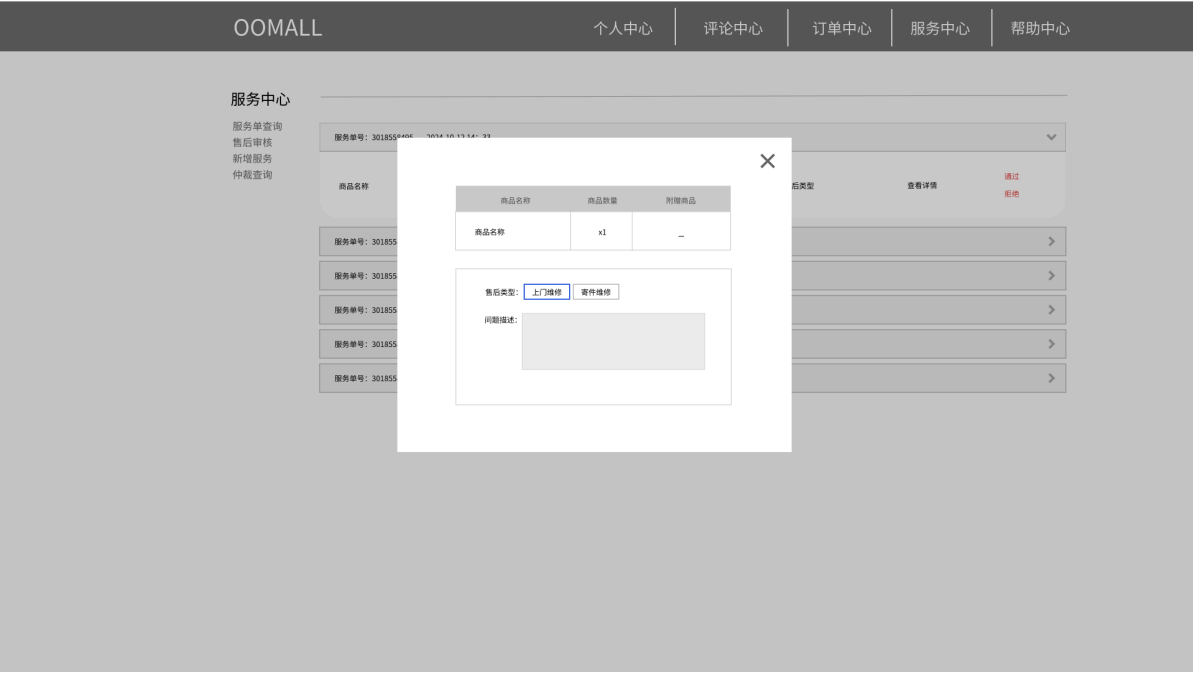 OOMALL 个人中心 评论中心 订单中心 服务中心 帮助中心
服务中心
服务单查询
售后审核
新增服务
仲裁查询
服务单号：3018558495 2024-10-12 14：33
商品名称 后类型 查看详情 通过
拒绝
服务单号：301855
服务单号：301855
服务单号：301855
服务单号：301855
服务单号：301855
商品名称 商品数量 附赠商品
商品名称 x1 _
售后类型： 上门维修 寄件维修
问题描述：